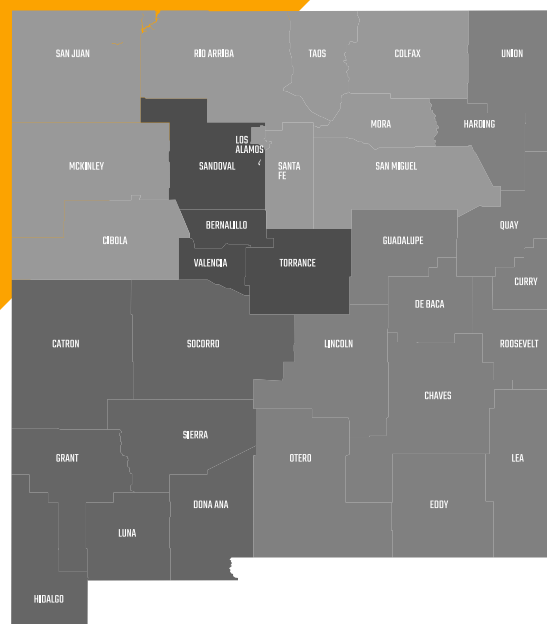 SAN JUAN
RIO ARRIBA
TAOS
COLFAX
UNION
MORA
HARDING
LOS
ALAMOS
MCKINLEY
SANDOVAL
SANTA
FE
SAN MIGUEL
BERNALILLO
QUAY
CIBOLA
GUADALUPE
VALENCIA
TORRANCE
CURRY
DE BACA
CATRON
SOCORRO
LINCOLN
ROOSEVELT
CHAVES
SIERRA
GRANT
OTERO
LEA
DONA ANA
EDDY
LUNA
HIDALGO